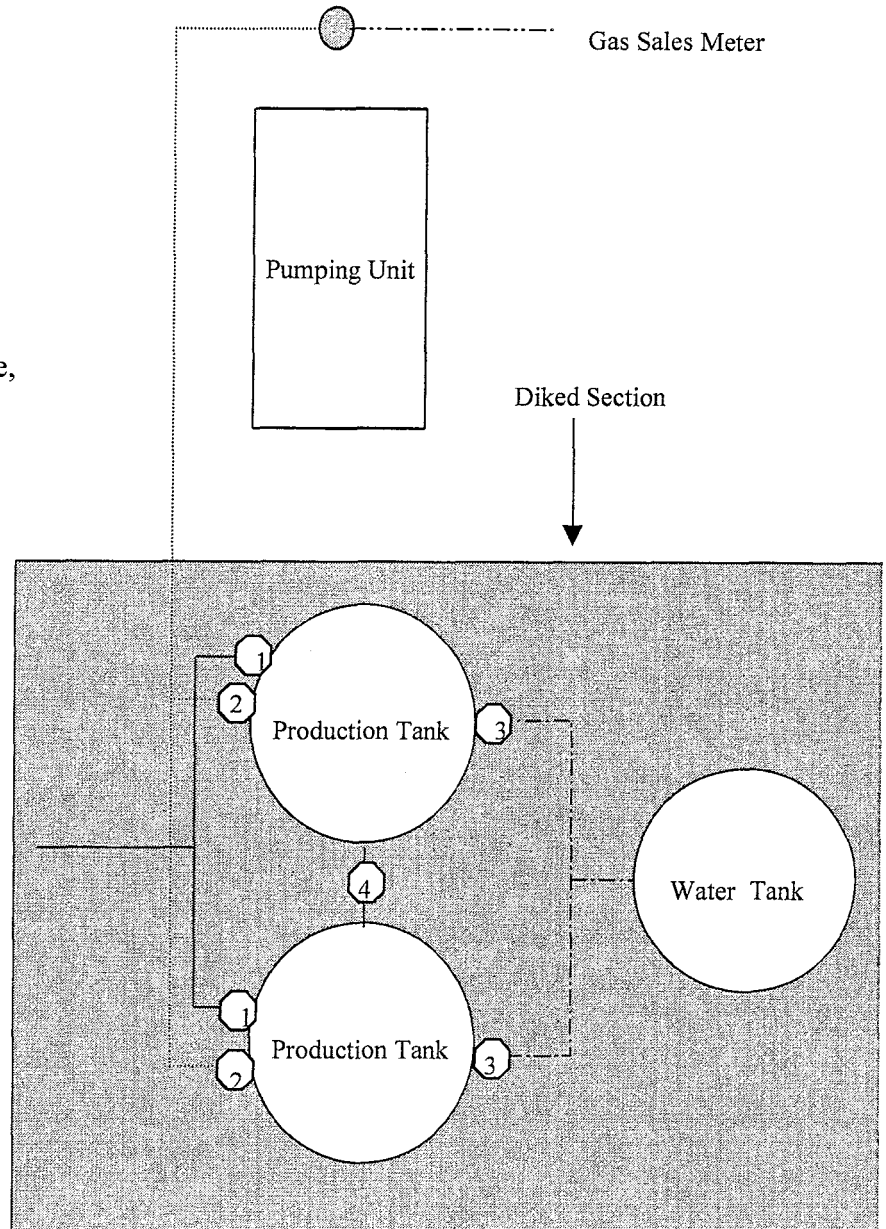 Gas Sales Meter
Pumping Unit
e,
Diked Section
1
2
Production Tank
3
4
Water Tank
1
Production Tank
2
3